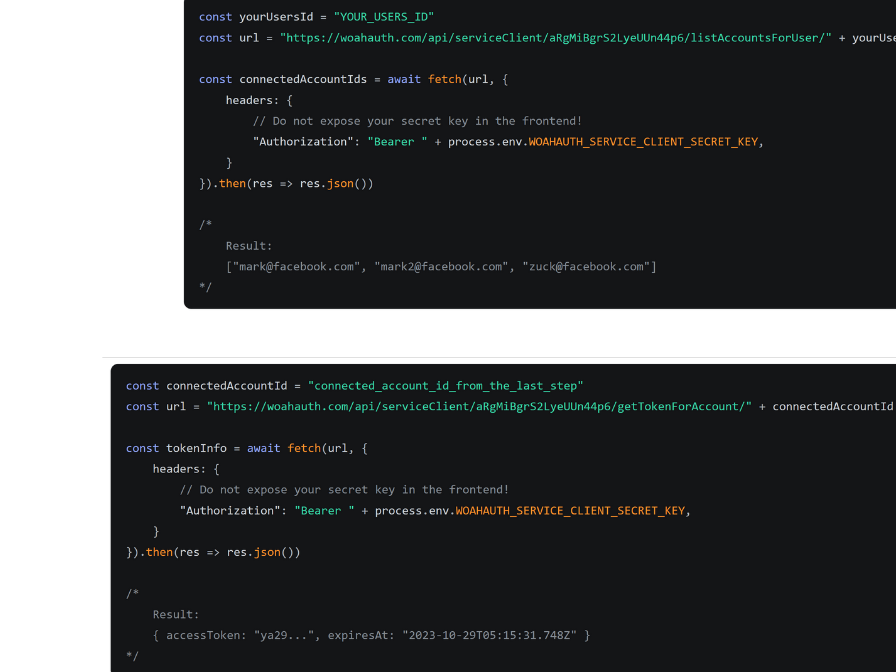 const yourUsersId = "YOUR_USERS_ID"
const url = "https://woahauth.com/api/serviceClient/aRgMiBgrS2LyeUUn44p6/listAccountsForUser/" + yourUse
const connectedAccountIds = await fetch(url, {
headers: {
// Do not expose your secret key in the frontend!
"Authorization": "Bearer " + process.env.WOAHAUTH_SERVICE_CLIENT_SECRET_KEY,
}
}).then(res => res.json())
/*
Result:
["mark@facebook.com", "mark2@facebook.com", "zuck@facebook.com"]
*/
const connectedAccountId = "connected_account_id_from_the_last_step"
const url = "https://woahauth.com/api/serviceClient/aRgMiBgrS2LyeUUn44p6/getTokenForAccount/" + connectedAccountId
const tokenInfo = await fetch(url, {
headers: {
// Do not expose your secret key in the frontend!
"Authorization": "Bearer " + process.env.WOAHAUTH_SERVICE_CLIENT_SECRET_KEY,
}
}).then(res => res.json())
/*
Result:
{ accessToken: "ya29...", expiresAt: "2023-10-29T05:15:31.748Z" }
*/